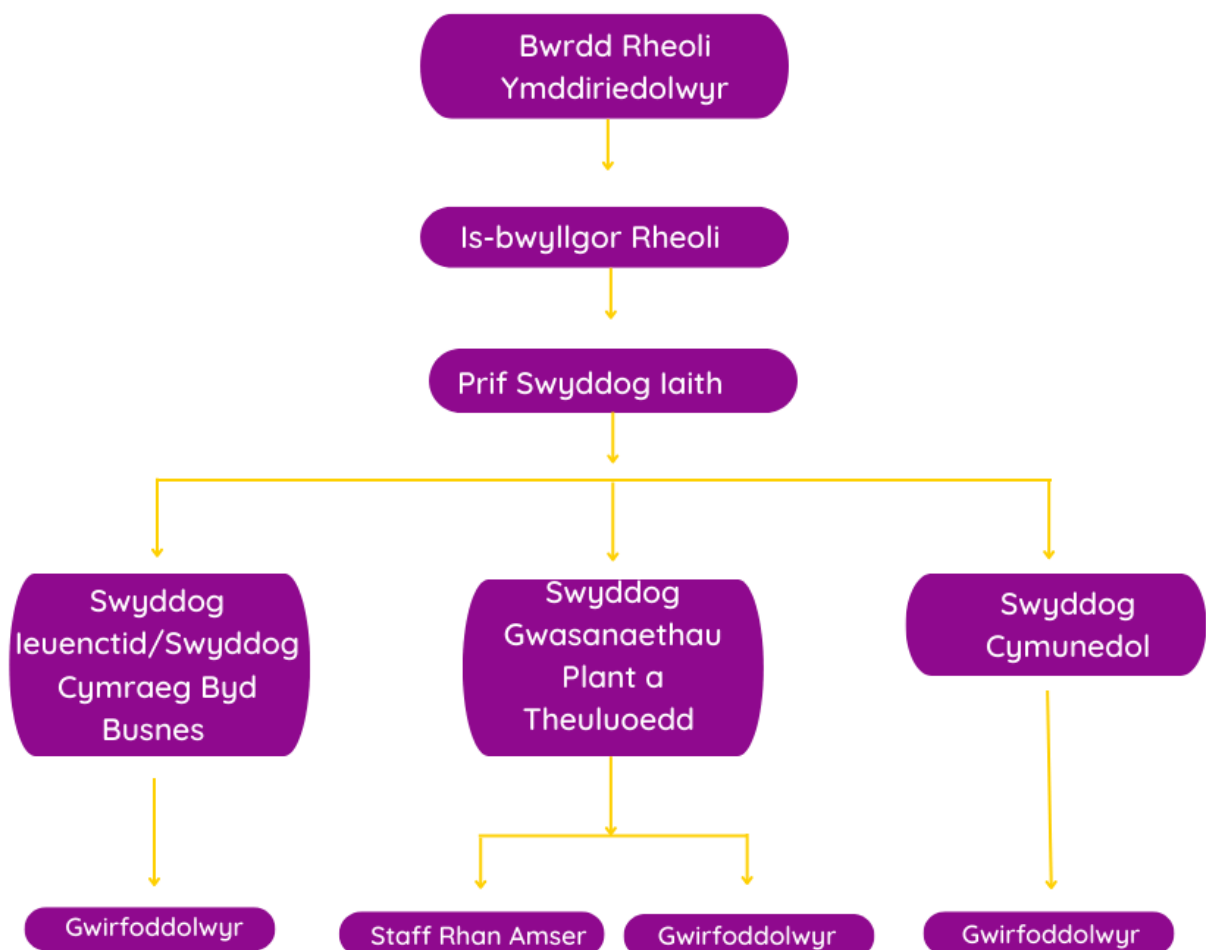 Bwrdd Rheoli
Ymddiriedolwyr
Is-bwyllgor Rheoli
Prif Swyddog Iaith
Swyddog
Ieuenctid/Swyddog
Cymraeg Byd
Busnes
Swyddog
Gwasanaethau
Plant a
Theuluoedd
Swyddog
Cymunedol
Gwirfoddolwyr
Staff Rhan Amser
Gwirfoddolwyr
Gwirfoddolwyr